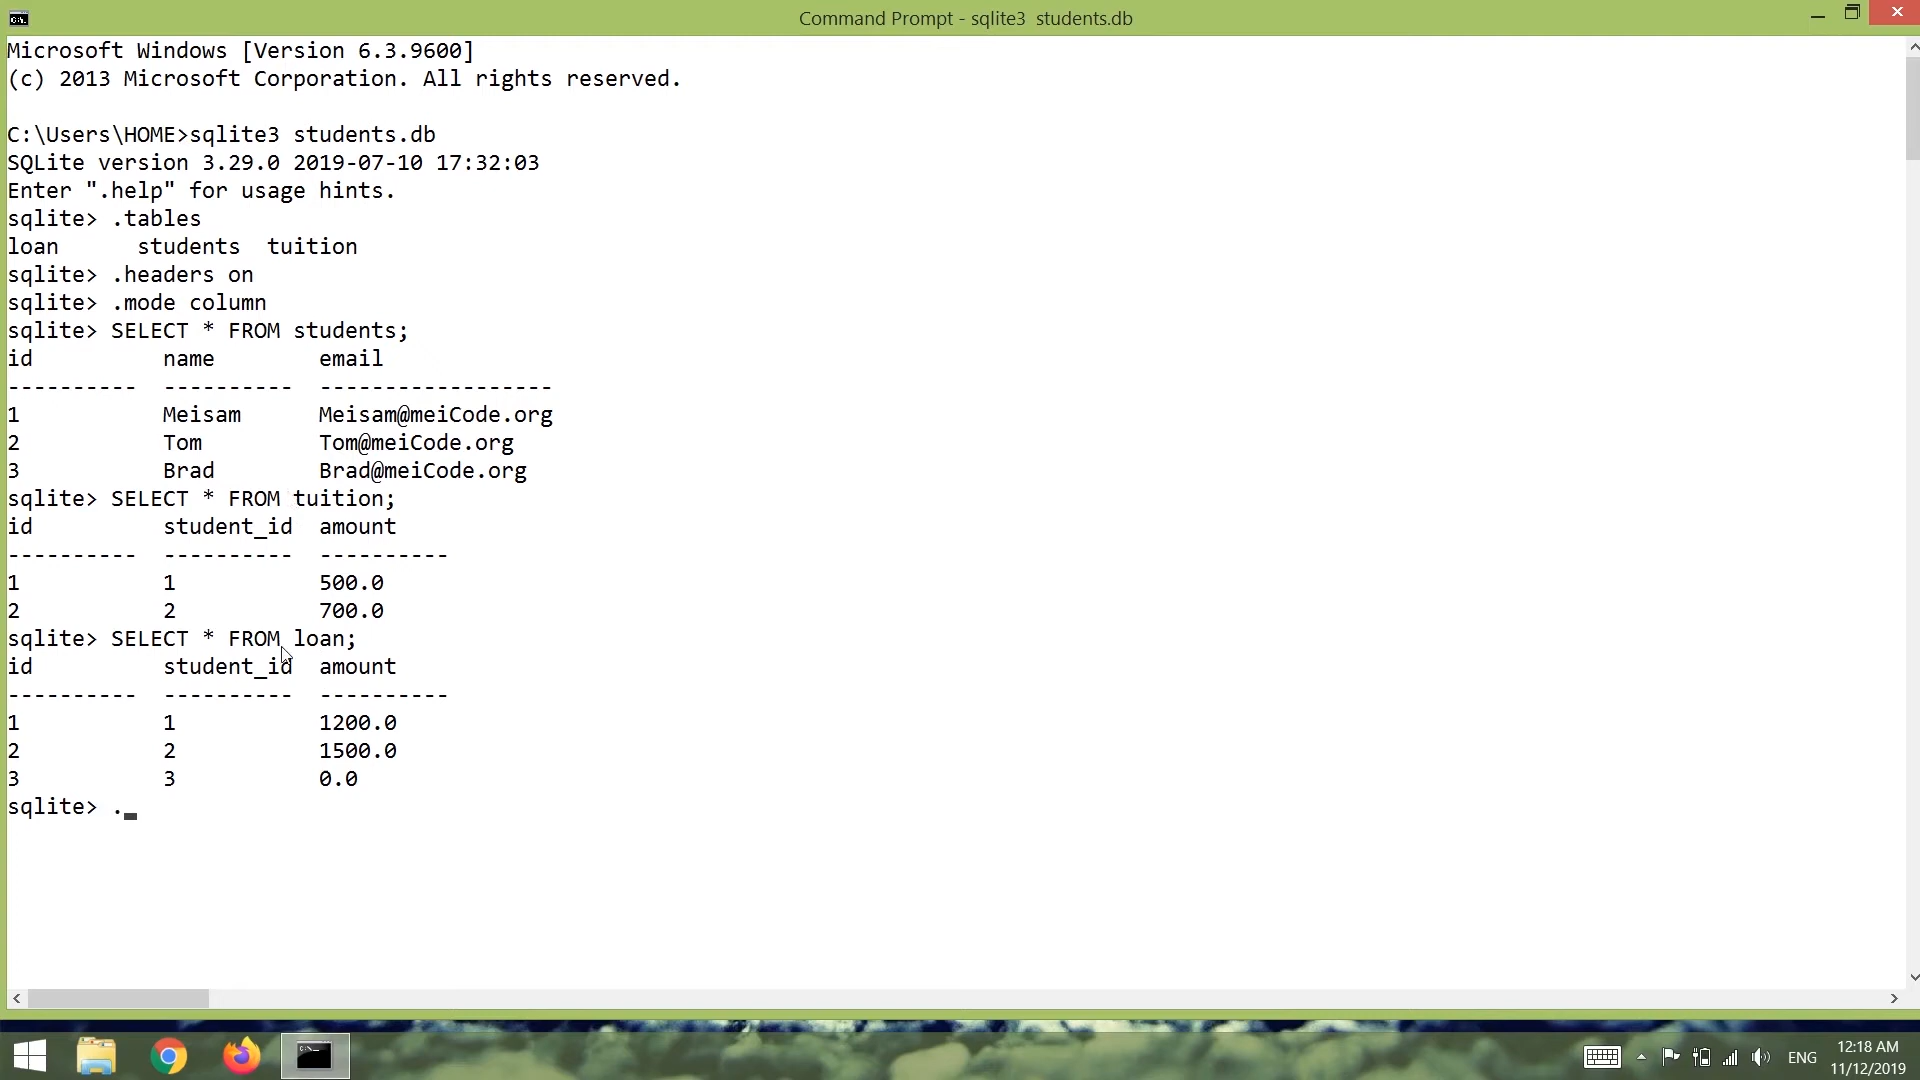 Command Prompt - sqlite3  students.db
Microsoft Windows [Version 6.3.9600]
(c) 2013 Microsoft Corporation. All rights reserved.
C:\Users\HOME>sqlite3 students.db
SQLite version 3.29.0 2019-07-10 17:32:03
Enter ".help" for usage hints.
sqlite> .tables
loan      students  tuition
sqlite> .headers on
sqlite> .mode column
sqlite> SELECT * FROM students;
id          name        email
----------  ----------  ------------------
1           Meisam      Meisam@meiCode.org
2           Tom         Tom@meiCode.org
3           Brad        Brad@meiCode.org
sqlite> SELECT * FROM tuition;
id          student_id  amount
----------  ----------  ----------
1           1           500.0
2           2           700.0
sqlite> SELECT * FROM loan;
id          student_id  amount
----------  ----------  ----------
1           1           1200.0
2           2           1500.0
3           3           0.0
sqlite> ._
ENG
12:18 AM
11/12/2019